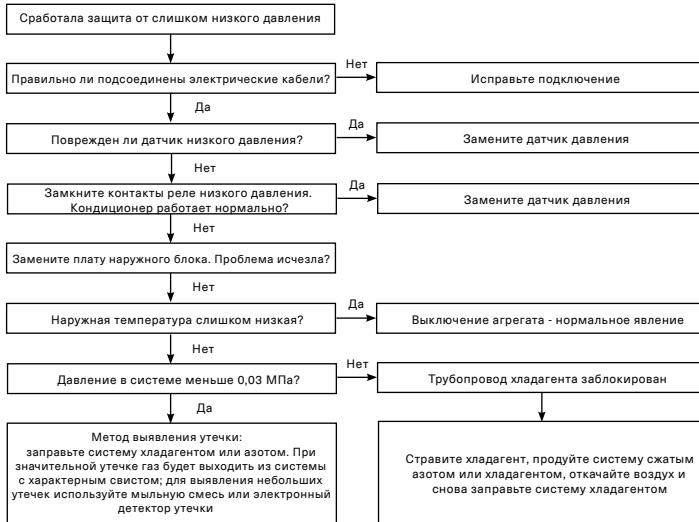 Сработала защита от слишком низкого давления
Правильно ли подсоединены электрические кабели?
Нет
Исправьте подключение
Да
Поврежден ли датчик низкого давления?
Да
Замените датчик давления
Нет
Замкните контакты реле низкого давления.
Кондиционер работает нормально?
Да
Замените датчик давления
Нет
Замените плату наружного блока. Проблема исчезла?
Нет
Наружная температура слишком низкая?
Да
Выключение агрегата - нормальное явление
Нет
Давление в системе меньше 0,03 МПа?
Нет
Трубопровод хладагента заблокирован
Да
Метод выявления утечки:
заправьте систему хладагентом или азотом. При
значительной утечке газ будет выходить из системы
с характерным свистом; для выявления небольших
утечек используйте мыльную смесь или электронный
детектор утечки
Стравите хладагент, продуйте систему сжатым
азотом или хладагентом, откачайте воздух и
снова заправьте систему хладагентом